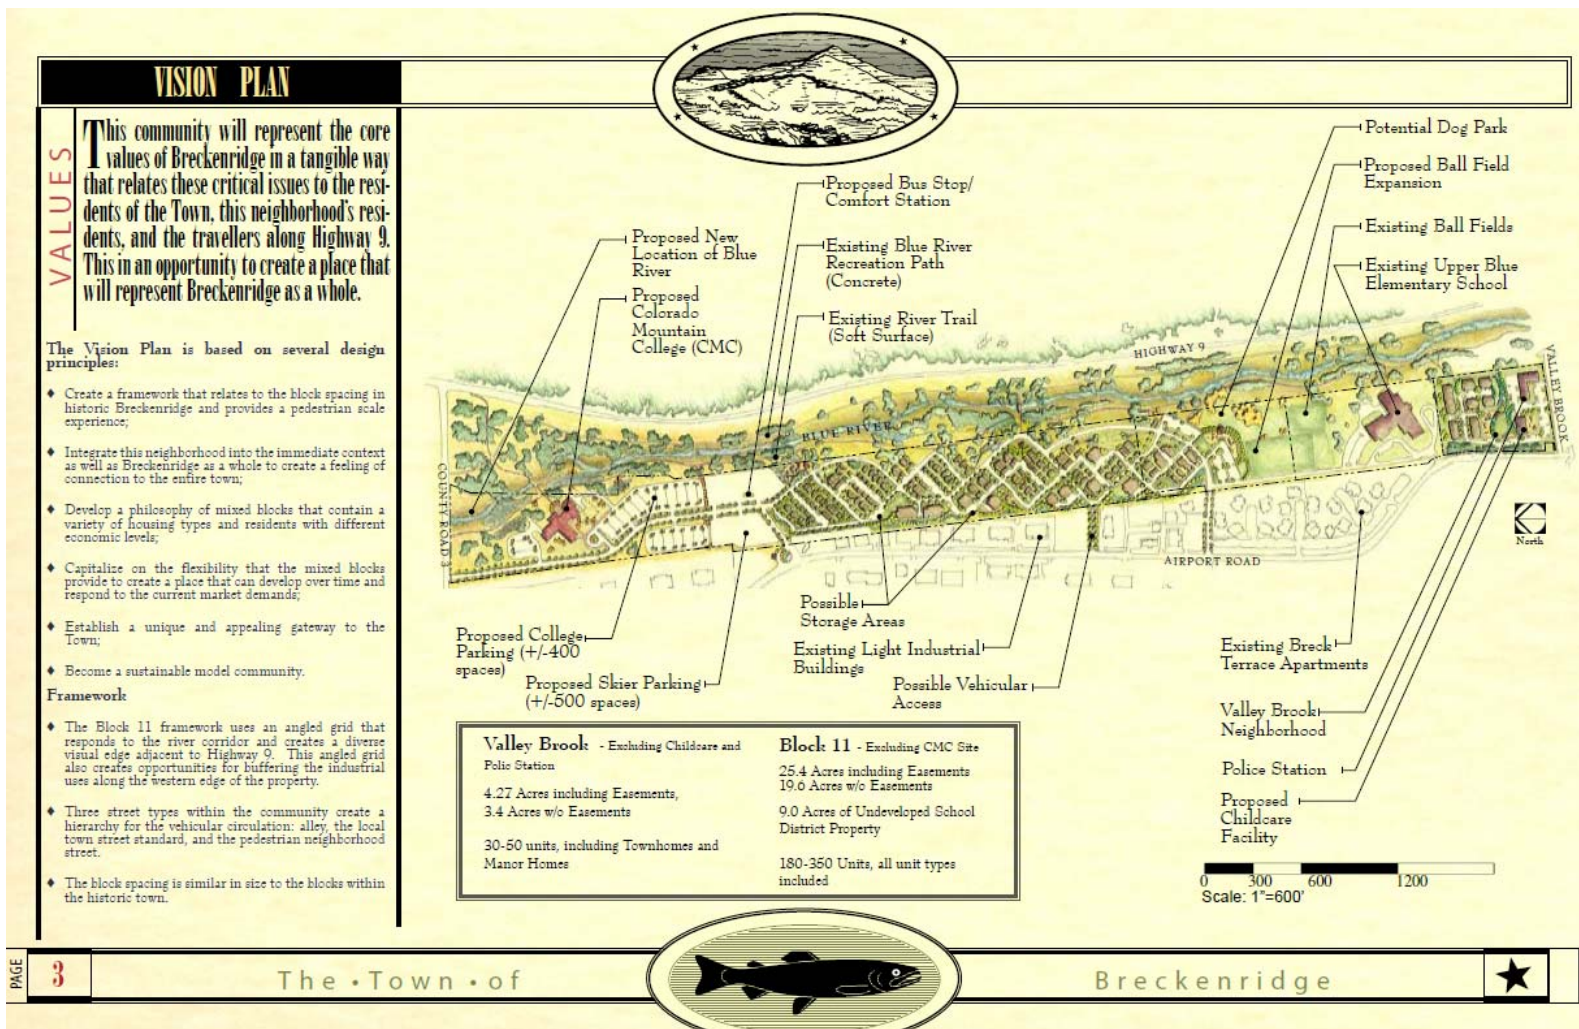 VISION PLAN
VALUES
This community will represent the core
values of Breckenridge in a tangible way
that relates these critical issues to the resi-
dents of the Town, this neighborhood's resi-
dents, and the travellers along Highway 9.
This in an opportunity to create a place that
will represent Breckenridge as a whole.
The Vision Plan is based on several design
principles:
♦ Create a framework that relates to the block spacing in
historic Breckenridge and provides a pedestrian scale
experience;
♦ Integrate this neighborhood into the immediate context
as well as Breckenridge as a whole to create a feeling of
connection to the entire town;
♦ Develop a philosophy of mixed blocks that contain a
variety of housing types and residents with different
economic levels;
♦ Capitalize on the flexibility that the mixed blocks
provide to create a place that can develop over time and
respond to the current market demands;
♦ Establish a unique and appealing gateway to the
Town;
♦ Become a sustainable model community.
Framework
♦ The Block 11 framework uses an angled grid that
responds to the river corridor and creates a diverse
visual edge adjacent to Highway 9. This angled grid
also creates opportunities for buffering the industrial
uses along the western edge of the property.
♦ Three street types within the community create a
hierarchy for the vehicular circulation: alley, the local
town street standard, and the pedestrian neighborhood
street.
♦ The block spacing is similar in size to the blocks within
the historic town.
Proposed New
Location of Blue
River
Proposed
Colorado
Mountain
College (CMC)
Proposed Bus Stop/
Comfort Station
Existing Blue River
Recreation Path
(Concrete)
Existing River Trail
(Soft Surface)
Potential Dog Park
Proposed Ball Field
Expansion
Existing Ball Fields
Existing Upper Blue
Elementary School
HIGHWAY 9
BLUE RIVER
COUNTY ROAD 3
VALLEY BROOK
AIRPORT ROAD
North
Proposed College
Parking (+/-400
spaces)
Proposed Skier Parking
(+/-500 spaces)
Possible
Storage Areas
Existing Light Industrial
Buildings
Possible Vehicular
Access
Existing Breck
Terrace Apartments
Valley Brook
Neighborhood
Police Station
Proposed
Childcare
Facility
Valley Brook - Excluding Childcare and
Polic Station
4.27 Acres including Easements,
3.4 Acres w/o Easements
30-50 units, including Townhomes and
Manor Homes
Block 11 - Excluding CMC Site
25.4 Acres including Easements
19.6 Acres w/o Easements
9.0 Acres of Undeveloped School
District Property
180-350 Units, all unit types
included
0 300 600 1200
Scale: 1"=600'
PAGE
3
The • Town • of
Breckenridge